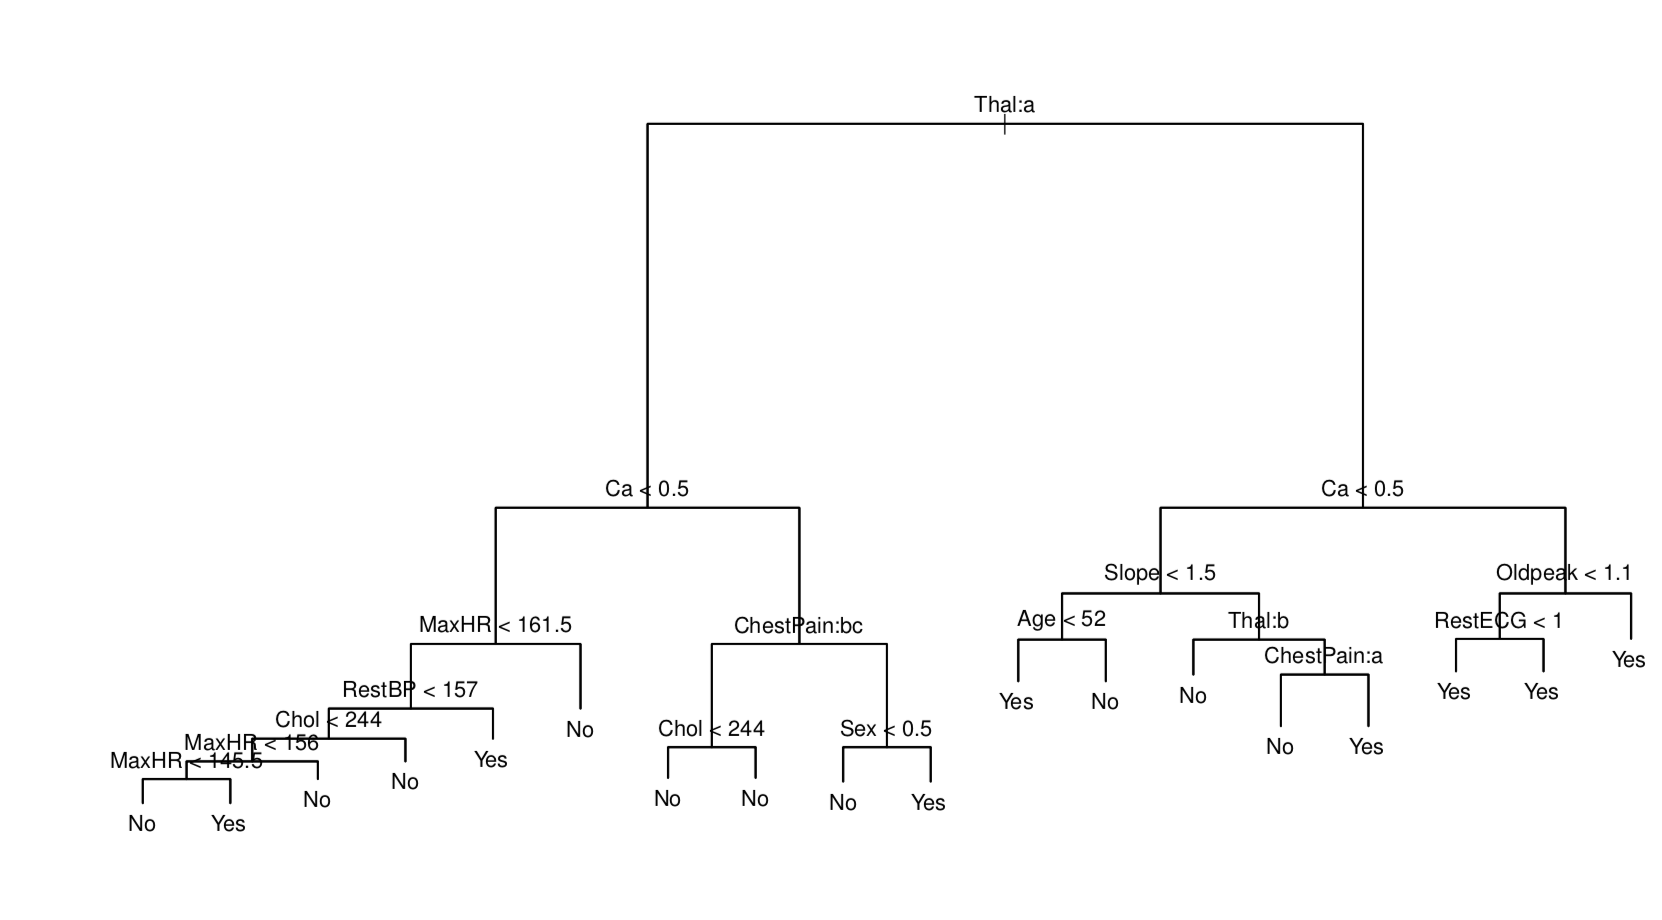 Thal:a
Ca < 0.5
Ca < 0.5
Slope < 1.5
Oldpeak < 1.1
MaxHR < 161.5
ChestPain:bc
Age < 52
Thal:b
RestECG < 1
ChestPain:a
Yes
RestBP < 157
Yes
No
No
Yes
Yes
Chol < 244
No
Chol < 244
Sex < 0.5
No
Yes
MaxHR < 156
Yes
MaxHR < 145.5
No
No
No
No
No
Yes
No
Yes